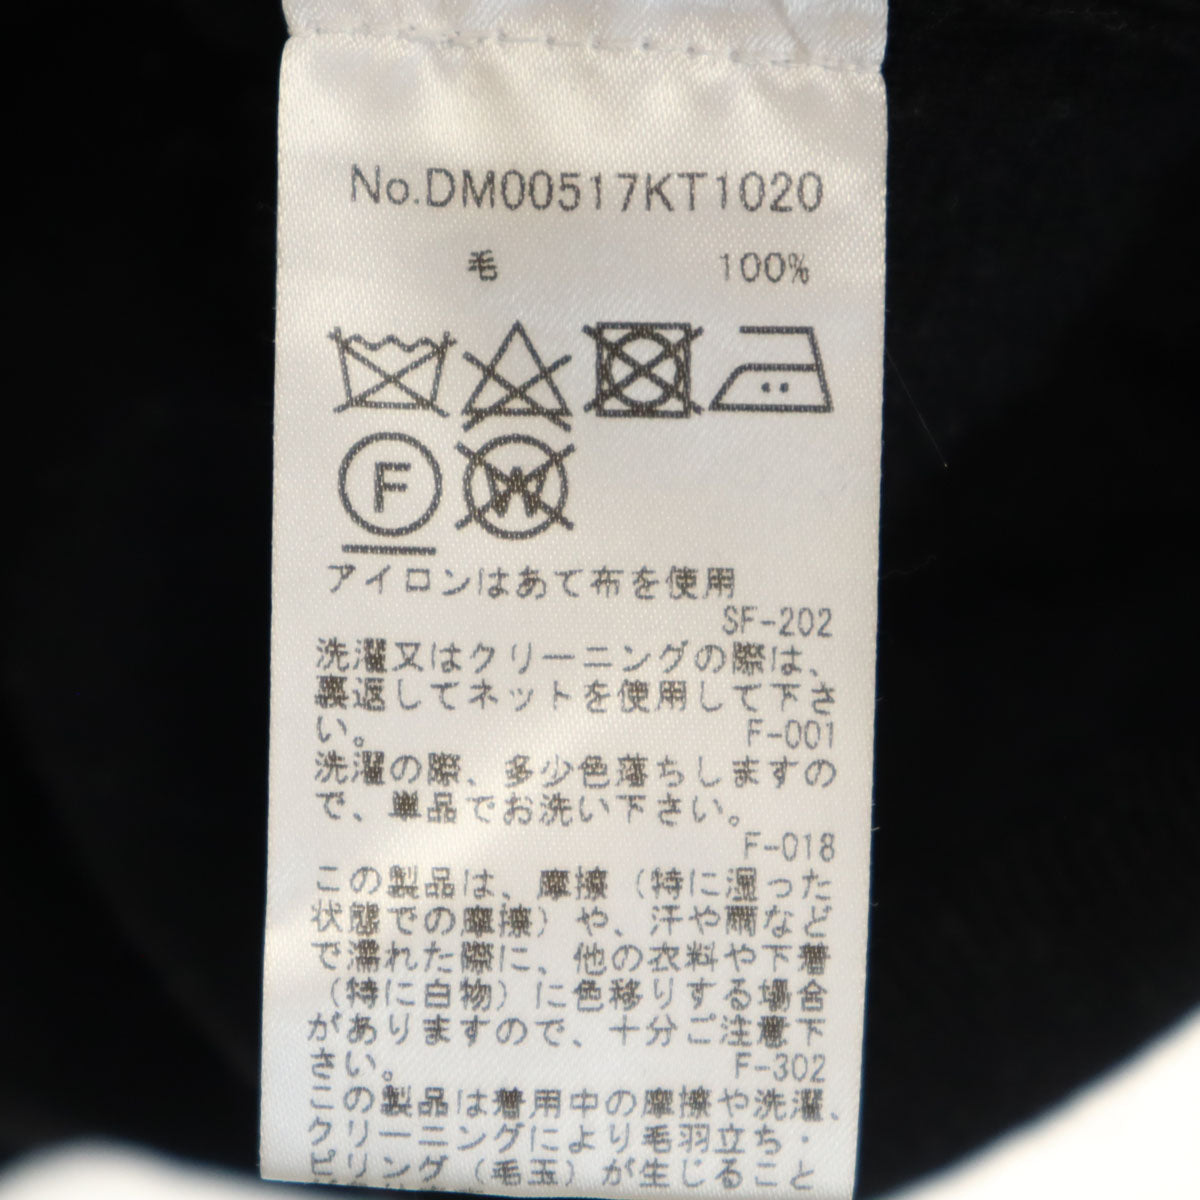 No.DM00517KT1020
毛 100%
F W
アイロンはあて布を使用
SF-202
洗濯又はクリーニングの際は、
裏返してネットを使用して下さ
い。 F-001
洗濯の際、多少色落ちしますの
で、単品でお洗い下さい。
F-018
この製品は、摩擦（特に湿った
状態での摩擦）や、汗や雨など
で濡れた際に、他の衣料や下着
（特に白物）に色移りする場合
がありますので、十分ご注意下
さい。 F-302
この製品は着用中の摩擦や洗濯、
クリーニングにより毛羽立ち・
ピリング（毛玉）が生じること